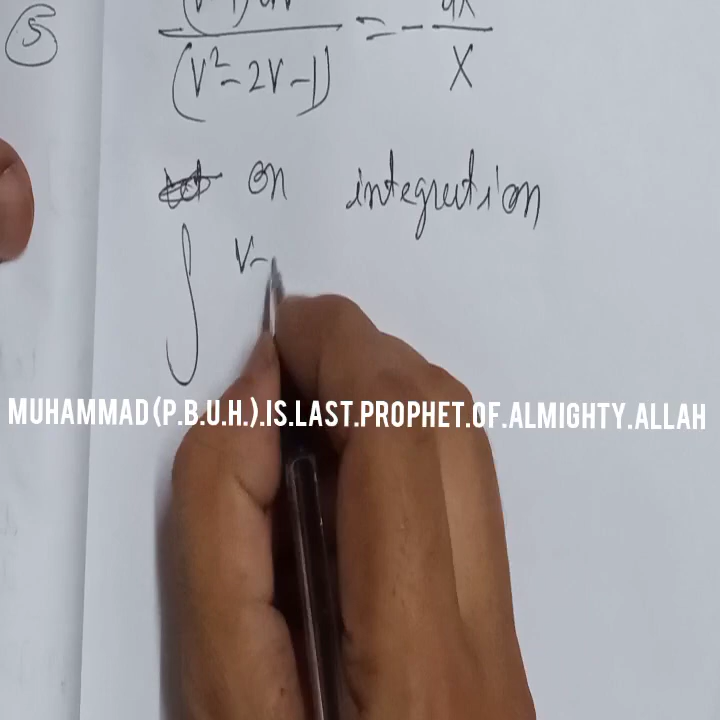 5
(V²-2V-1) = - X
on integration
∫ V-
MUHAMMAD(P.B.U.H.).IS.LAST.PROPHET.OF.ALMIGHTY.ALLAH